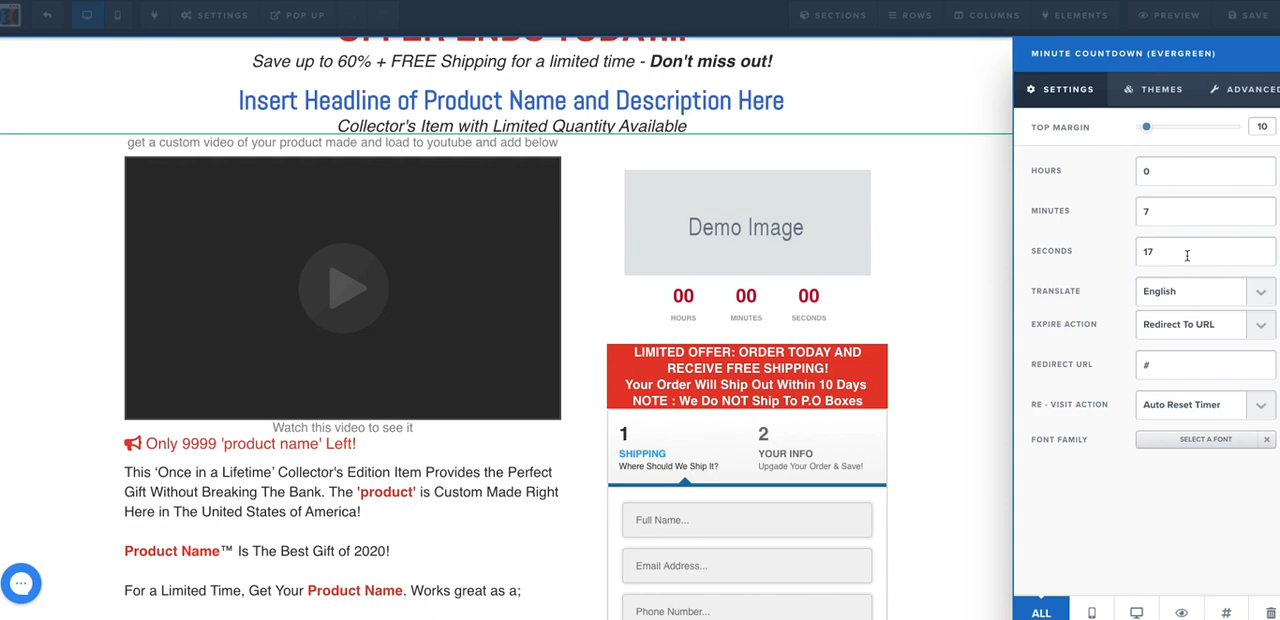 SETTINGS
POP UP
SECTIONS
ROWS
COLUMNS
ELEMENTS
PREVIEW
SAVE
OFFER ENDS TODAY!!!
Save up to 60% + FREE Shipping for a limited time - Don't miss out!
Insert Headline of Product Name and Description Here
Collector's Item with Limited Quantity Available
get a custom video of your product made and load to youtube and add below
Watch this video to see it
Only 9999 'product name' Left!
This ‘Once in a Lifetime’ Collector's Edition Item Provides the Perfect
Gift Without Breaking The Bank. The 'product' is Custom Made Right
Here in The United States of America!
Product Name™ Is The Best Gift of 2020!
For a Limited Time, Get Your Product Name. Works great as a;
Demo Image
00 00 00
HOURS MINUTES SECONDS
LIMITED OFFER: ORDER TODAY AND
RECEIVE FREE SHIPPING!
Your Order Will Ship Out Within 10 Days
NOTE : We Do NOT Ship To P.O Boxes
1
SHIPPING
Where Should We Ship It?
2
YOUR INFO
Upgade Your Order & Save!
Full Name...
Email Address...
Phone Number...
MINUTE COUNTDOWN (EVERGREEN)
SETTINGS
THEMES
ADVANCED
TOP MARGIN 10
HOURS 0
MINUTES 7
SECONDS 17
TRANSLATE English
EXPIRE ACTION Redirect To URL
REDIRECT URL #
RE - VISIT ACTION Auto Reset Timer
FONT FAMILY SELECT A FONT ×
ALL
#